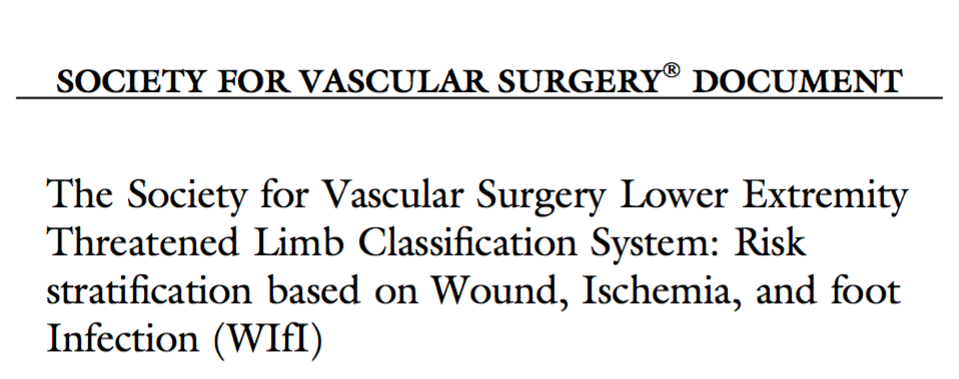 SOCIETY FOR VASCULAR SURGERY® DOCUMENT
The Society for Vascular Surgery Lower Extremity
Threatened Limb Classification System: Risk
stratification based on Wound, Ischemia, and foot
Infection (WIfI)